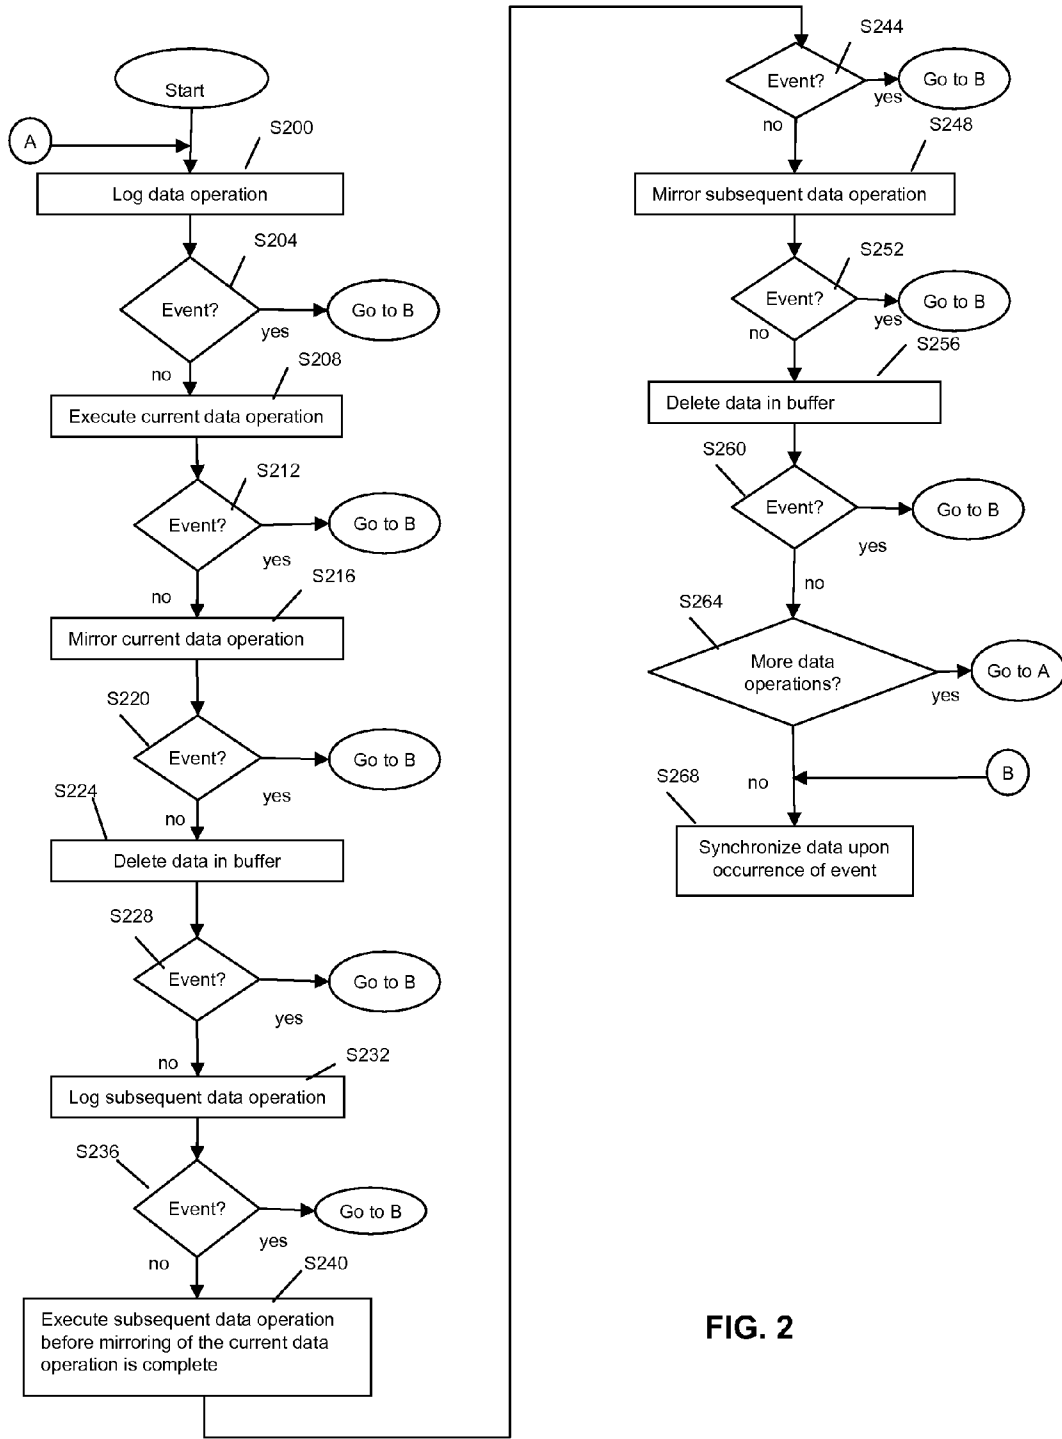 Start
A
S200
Log data operation
S204
Event?
yes
Go to B
no
S208
Execute current data operation
S212
Event?
yes
Go to B
no
S216
Mirror current data operation
S220
Event?
yes
Go to B
no
S224
Delete data in buffer
S228
Event?
yes
Go to B
no
S232
Log subsequent data operation
S236
Event?
yes
Go to B
no
S240
Execute subsequent data operation
before mirroring of the current data
operation is complete
S244
Event?
yes
Go to B
no
S248
Mirror subsequent data operation
S252
Event?
yes
Go to B
no
S256
Delete data in buffer
S260
Event?
yes
Go to B
no
S264
More data
operations?
yes
Go to A
no
B
S268
Synchronize data upon
occurrence of event
FIG. 2